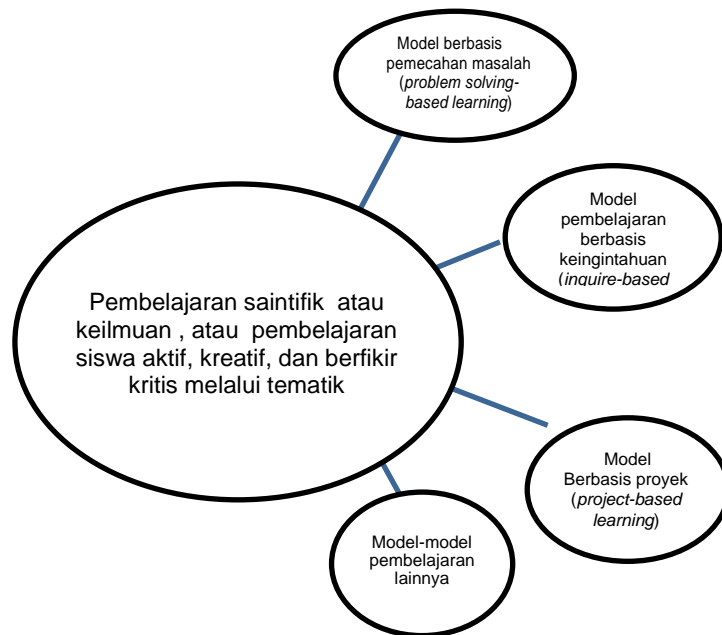 Model berbasis
pemecahan masalah
(problem solving-
based learning)
Model
pembelajaran
berbasis
keingintahuan
(inquire-based
Pembelajaran saintifik atau
keilmuan , atau pembelajaran
siswa aktif, kreatif, dan berfikir
kritis melalui tematik
Model
Berbasis proyek
(project-based
learning)
Model-model
pembelajaran
lainnya